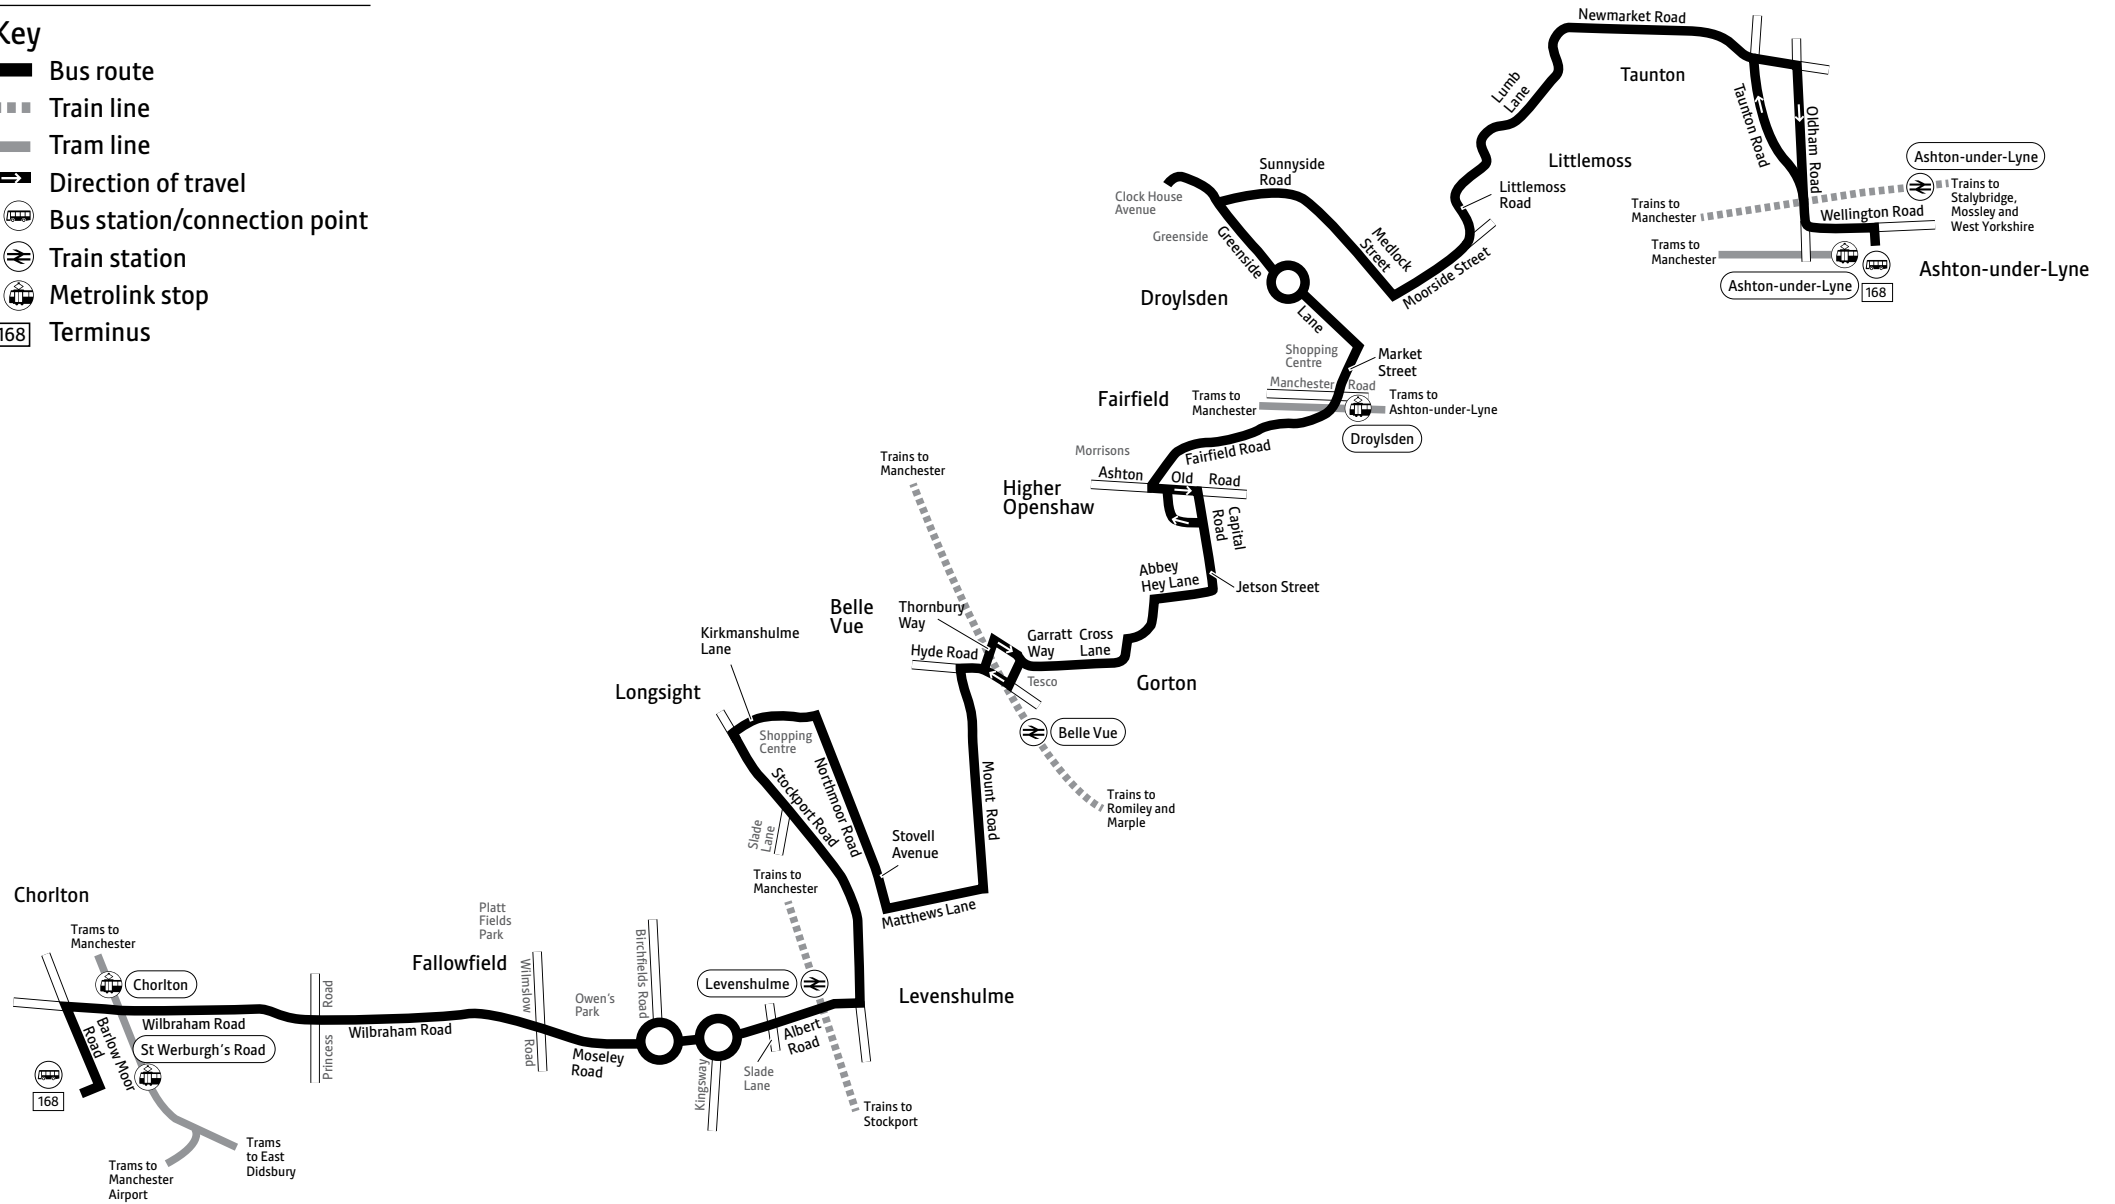 Key
Bus route
Train line
Tram line
Direction of travel
Bus station/connection point
Train station
Metrolink stop
168 Terminus
Newmarket Road
Taunton
Lumb
Lane
Taunton Road
Oldham Road
Littlemoss
Littlemoss
Road
Ashton-under-Lyne
Trains to
Manchester
Trains to
Stalybridge,
Mossley and
West Yorkshire
Wellington Road
Trams to
Manchester
Ashton-under-Lyne
168
Ashton-under-Lyne
Sunnyside
Road
Clock House
Avenue
Greenside
Greenside
Lane
Medlock
Street
Moorside Street
Droylsden
Shopping
Centre
Market
Street
Manchester Road
Fairfield
Trams to
Manchester
Trams to
Ashton-under-Lyne
Droylsden
Morrisons
Fairfield Road
Ashton Old Road
Higher
Openshaw
Capital
Road
Trains to
Manchester
Abbey
Hey Lane
Jetson Street
Belle
Vue
Thornbury
Way
Hyde Road
Garratt
Way
Cross
Lane
Tesco
Gorton
Belle Vue
Trains to
Romiley and
Marple
Kirkmanshulme
Lane
Longsight
Shopping
Centre
Stockport Road
Northmoor Road
Mount Road
Slade
Lane
Stovell
Avenue
Matthews Lane
Trains to
Manchester
Chorlton
Trams to
Manchester
Chorlton
Wilbraham Road
St Werburgh's Road
Barlow Moor
Road
168
Trams to
Manchester
Airport
Trams
to East
Didsbury
Princess Road
Wilbraham Road
Platt
Fields
Park
Fallowfield
Wilmslow Road
Owen's
Park
Moseley
Road
Birchfields Road
Kingsway
Levenshulme
Albert
Road
Slade
Lane
Levenshulme
Trains to
Stockport